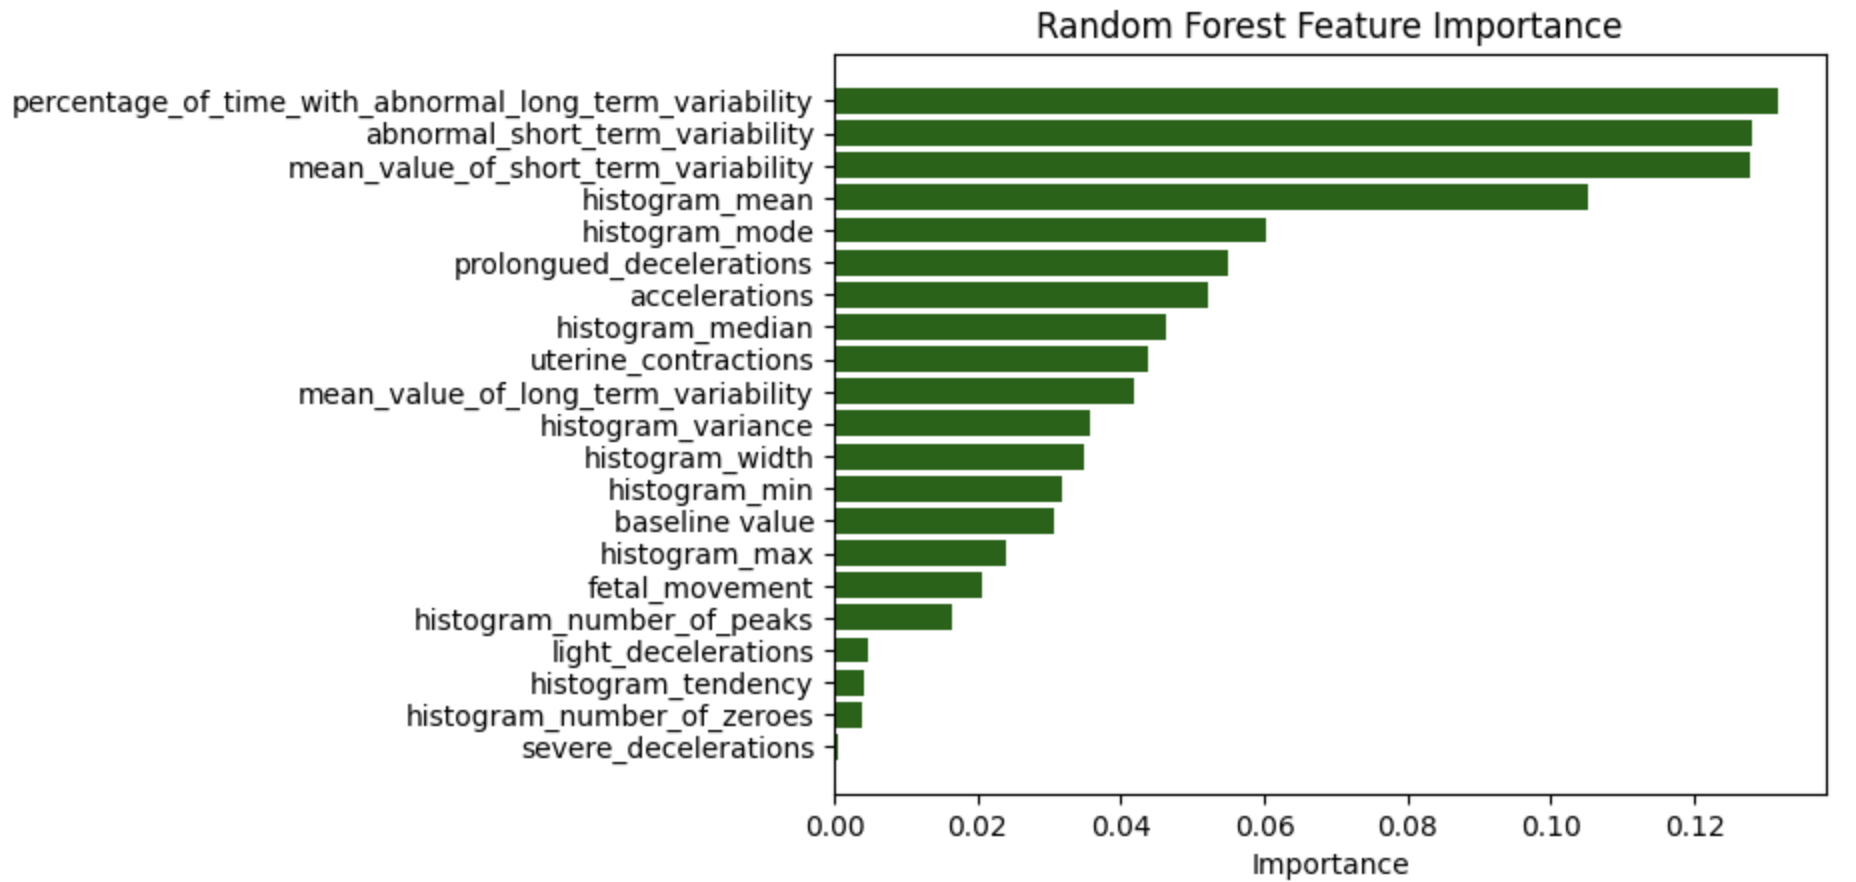 Random Forest Feature Importance
percentage_of_time_with_abnormal_long_term_variability
abnormal_short_term_variability
mean_value_of_short_term_variability
histogram_mean
histogram_mode
prolongued_decelerations
accelerations
histogram_median
uterine_contractions
mean_value_of_long_term_variability
histogram_variance
histogram_width
histogram_min
baseline value
histogram_max
fetal_movement
histogram_number_of_peaks
light_decelerations
histogram_tendency
histogram_number_of_zeroes
severe_decelerations
0.00 0.02 0.04 0.06 0.08 0.10 0.12
Importance